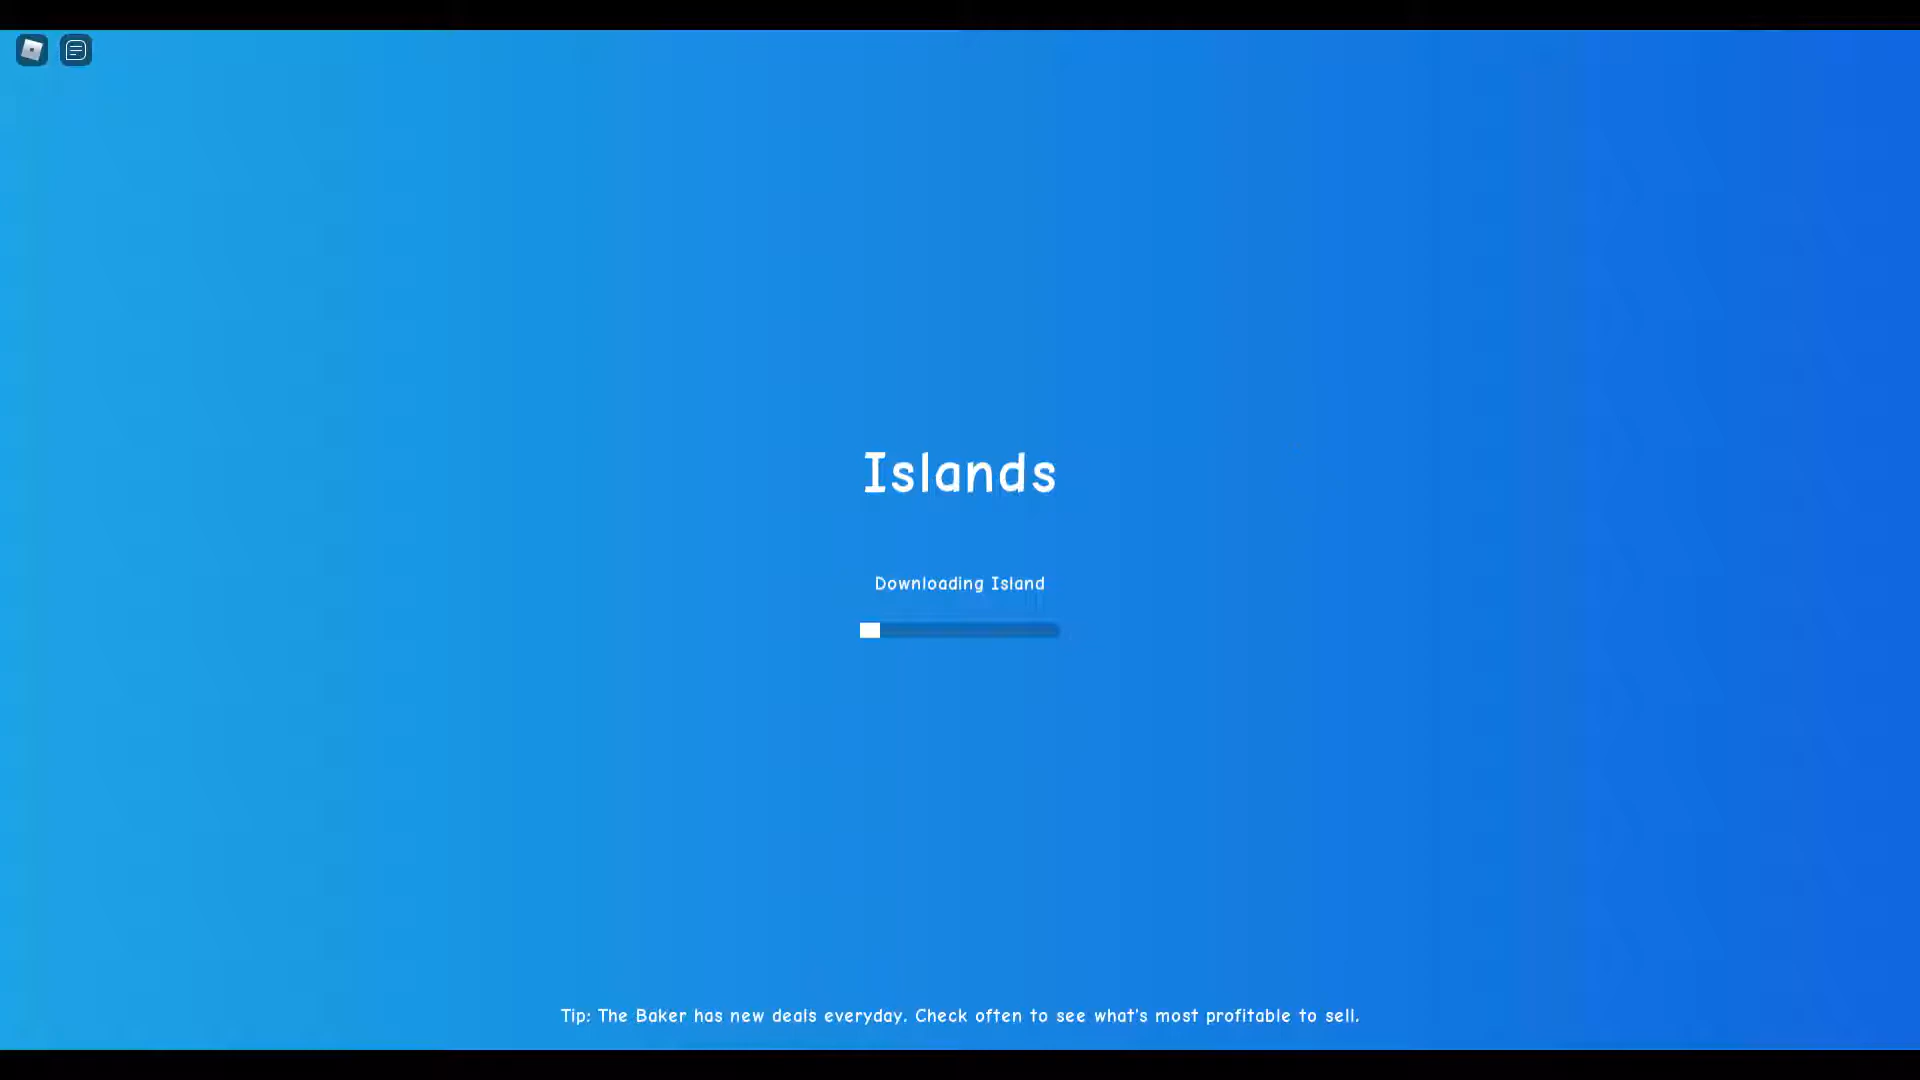 Islands
Downloading Island
Tip: The Baker has new deals everyday. Check often to see what's most profitable to sell.